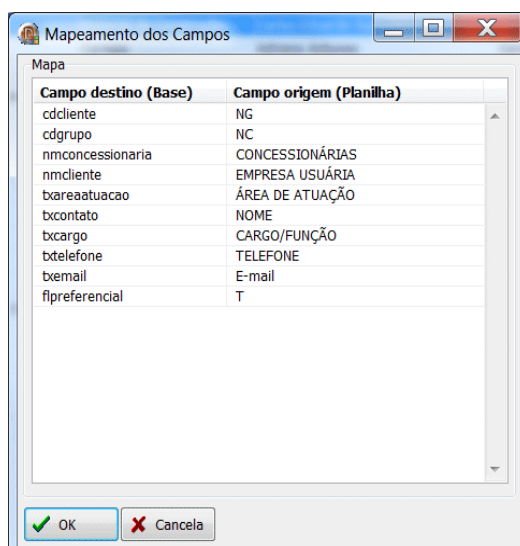 Mapeamento dos Campos
Mapa
Campo destino (Base) Campo origem (Planilha)
cdcliente NG
cdgrupo NC
nmconcessionaria CONCESSIONÁRIAS
nmcliente EMPRESA USUÁRIA
txareaatuacao ÁREA DE ATUAÇÃO
txcontato NOME
txcargo CARGO/FUNÇÃO
txtelefone TELEFONE
txemail E-mail
flpreferencial T
OK Cancela